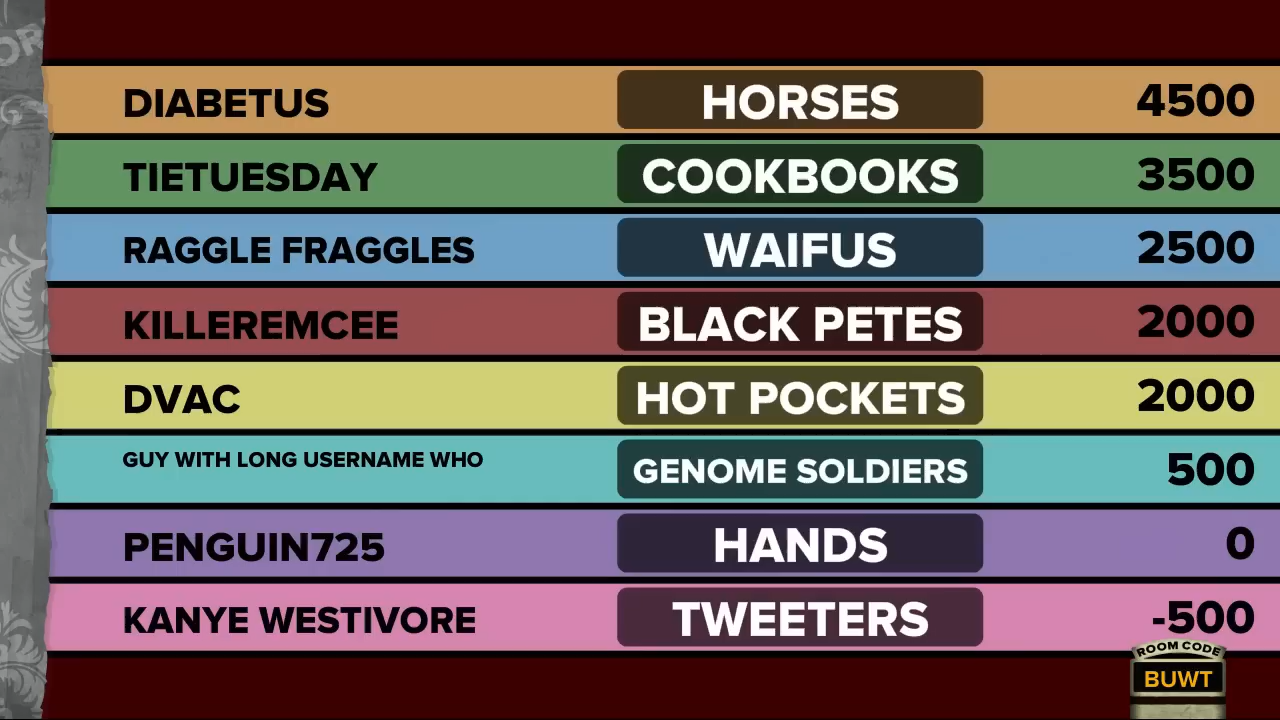 OR
DIABETUS HORSES 4500
TIETUESDAY COOKBOOKS 3500
RAGGLE FRAGGLES WAIFUS 2500
KILLEREMCEE BLACK PETES 2000
DVAC HOT POCKETS 2000
GUY WITH LONG USERNAME WHO GENOME SOLDIERS 500
PENGUIN725 HANDS 0
KANYE WESTIVORE TWEETERS -500
ROOM CODE
BUWT